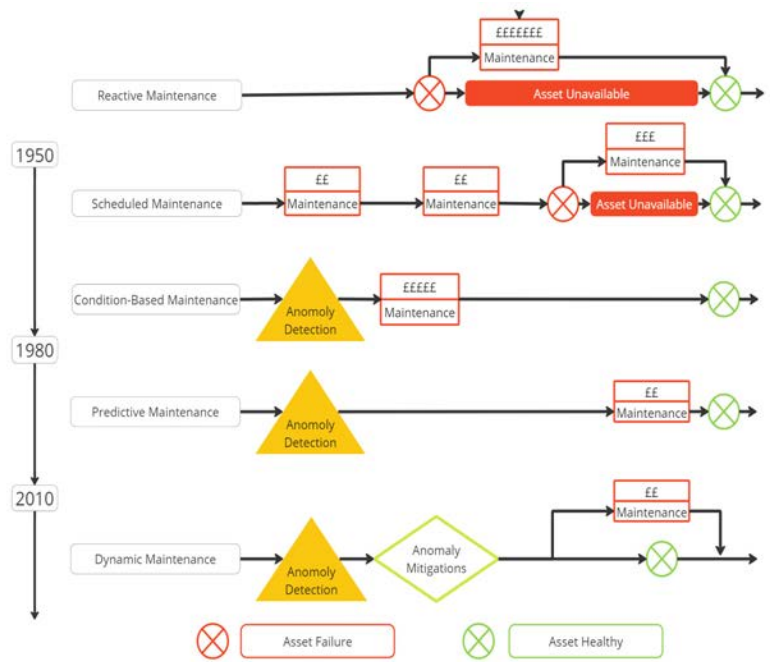 £££££££
Maintenance
Reactive Maintenance
Asset Unavailable
1950
£££
Maintenance
££
Maintenance
££
Maintenance
Scheduled Maintenance
Asset Unavailable
£££££
Maintenance
Condition-Based Maintenance
Anomoly
Detection
1980
££
Maintenance
Predictive Maintenance
Anomoly
Detection
2010
££
Maintenance
Dynamic Maintenance
Anomoly
Detection
Anomaly
Mitigations
Asset Failure
Asset Healthy